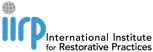 iirp International Institute
for Restorative Practices